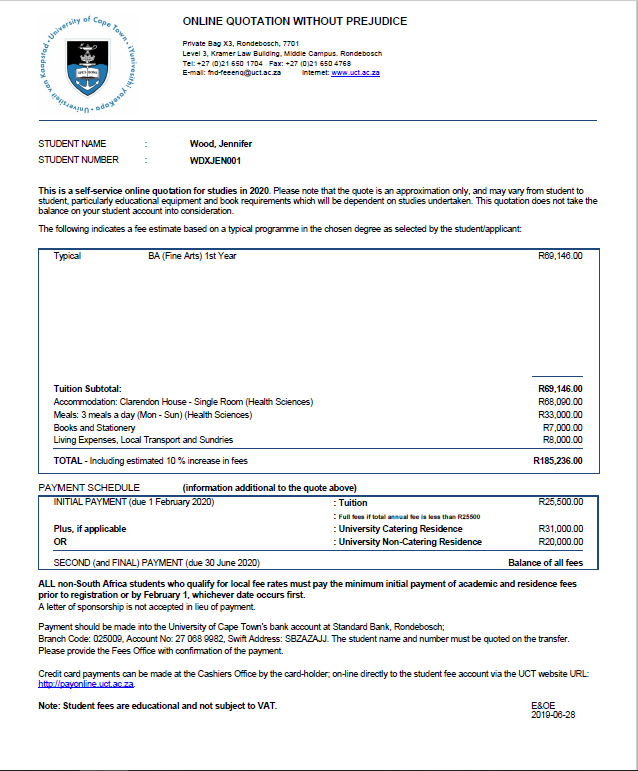 University of Cape Town · iYunivesithi yaseKapa · Universiteit van Kaapstad ·
ONLINE QUOTATION WITHOUT PREJUDICE
Private Bag X3, Rondebosch, 7701
Level 3, Kramer Law Building, Middle Campus. Rondebosch
Tel: +27 (0)21 650 1704 Fax: +27 (0)21 650 4768
E-mail: fnd-feeenq@uct.ac.za Internet: www.uct.ac.za
STUDENT NAME : Wood, Jennifer
STUDENT NUMBER : WDXJEN001
This is a self-service online quotation for studies in 2020. Please note that the quote is an approximation only, and may vary from student to
student, particularly educational equipment and book requirements which will be dependent on studies undertaken. This quotation does not take the
balance on your student account into consideration.
The following indicates a fee estimate based on a typical programme in the chosen degree as selected by the student/applicant:
Typical BA (Fine Arts) 1st Year R69,146.00
Tuition Subtotal: R69,146.00
Accommodation: Clarendon House - Single Room (Health Sciences) R68,090.00
Meals: 3 meals a day (Mon - Sun) (Health Sciences) R33,000.00
Books and Stationery R7,000.00
Living Expenses, Local Transport and Sundries R8,000.00
TOTAL - Including estimated 10 % increase in fees R185,236.00
PAYMENT SCHEDULE (information additional to the quote above)
INITIAL PAYMENT (due 1 February 2020) : Tuition R25,500.00
: Full fees if total annual fee is less than R25500
Plus, if applicable : University Catering Residence R31,000.00
OR : University Non-Catering Residence R20,000.00
SECOND (and FINAL) PAYMENT (due 30 June 2020) Balance of all fees
ALL non-South Africa students who qualify for local fee rates must pay the minimum initial payment of academic and residence fees
prior to registration or by February 1, whichever date occurs first.
A letter of sponsorship is not accepted in lieu of payment.
Payment should be made into the University of Cape Town's bank account at Standard Bank, Rondebosch;
Branch Code: 025009, Account No: 27 068 9982, Swift Address: SBZAZAJJ. The student name and number must be quoted on the transfer.
Please provide the Fees Office with confirmation of the payment.
Credit card payments can be made at the Cashiers Office by the card-holder; on-line directly to the student fee account via the UCT website URL:
http://payonline.uct.ac.za.
Note: Student fees are educational and not subject to VAT. E&OE
2019-06-28